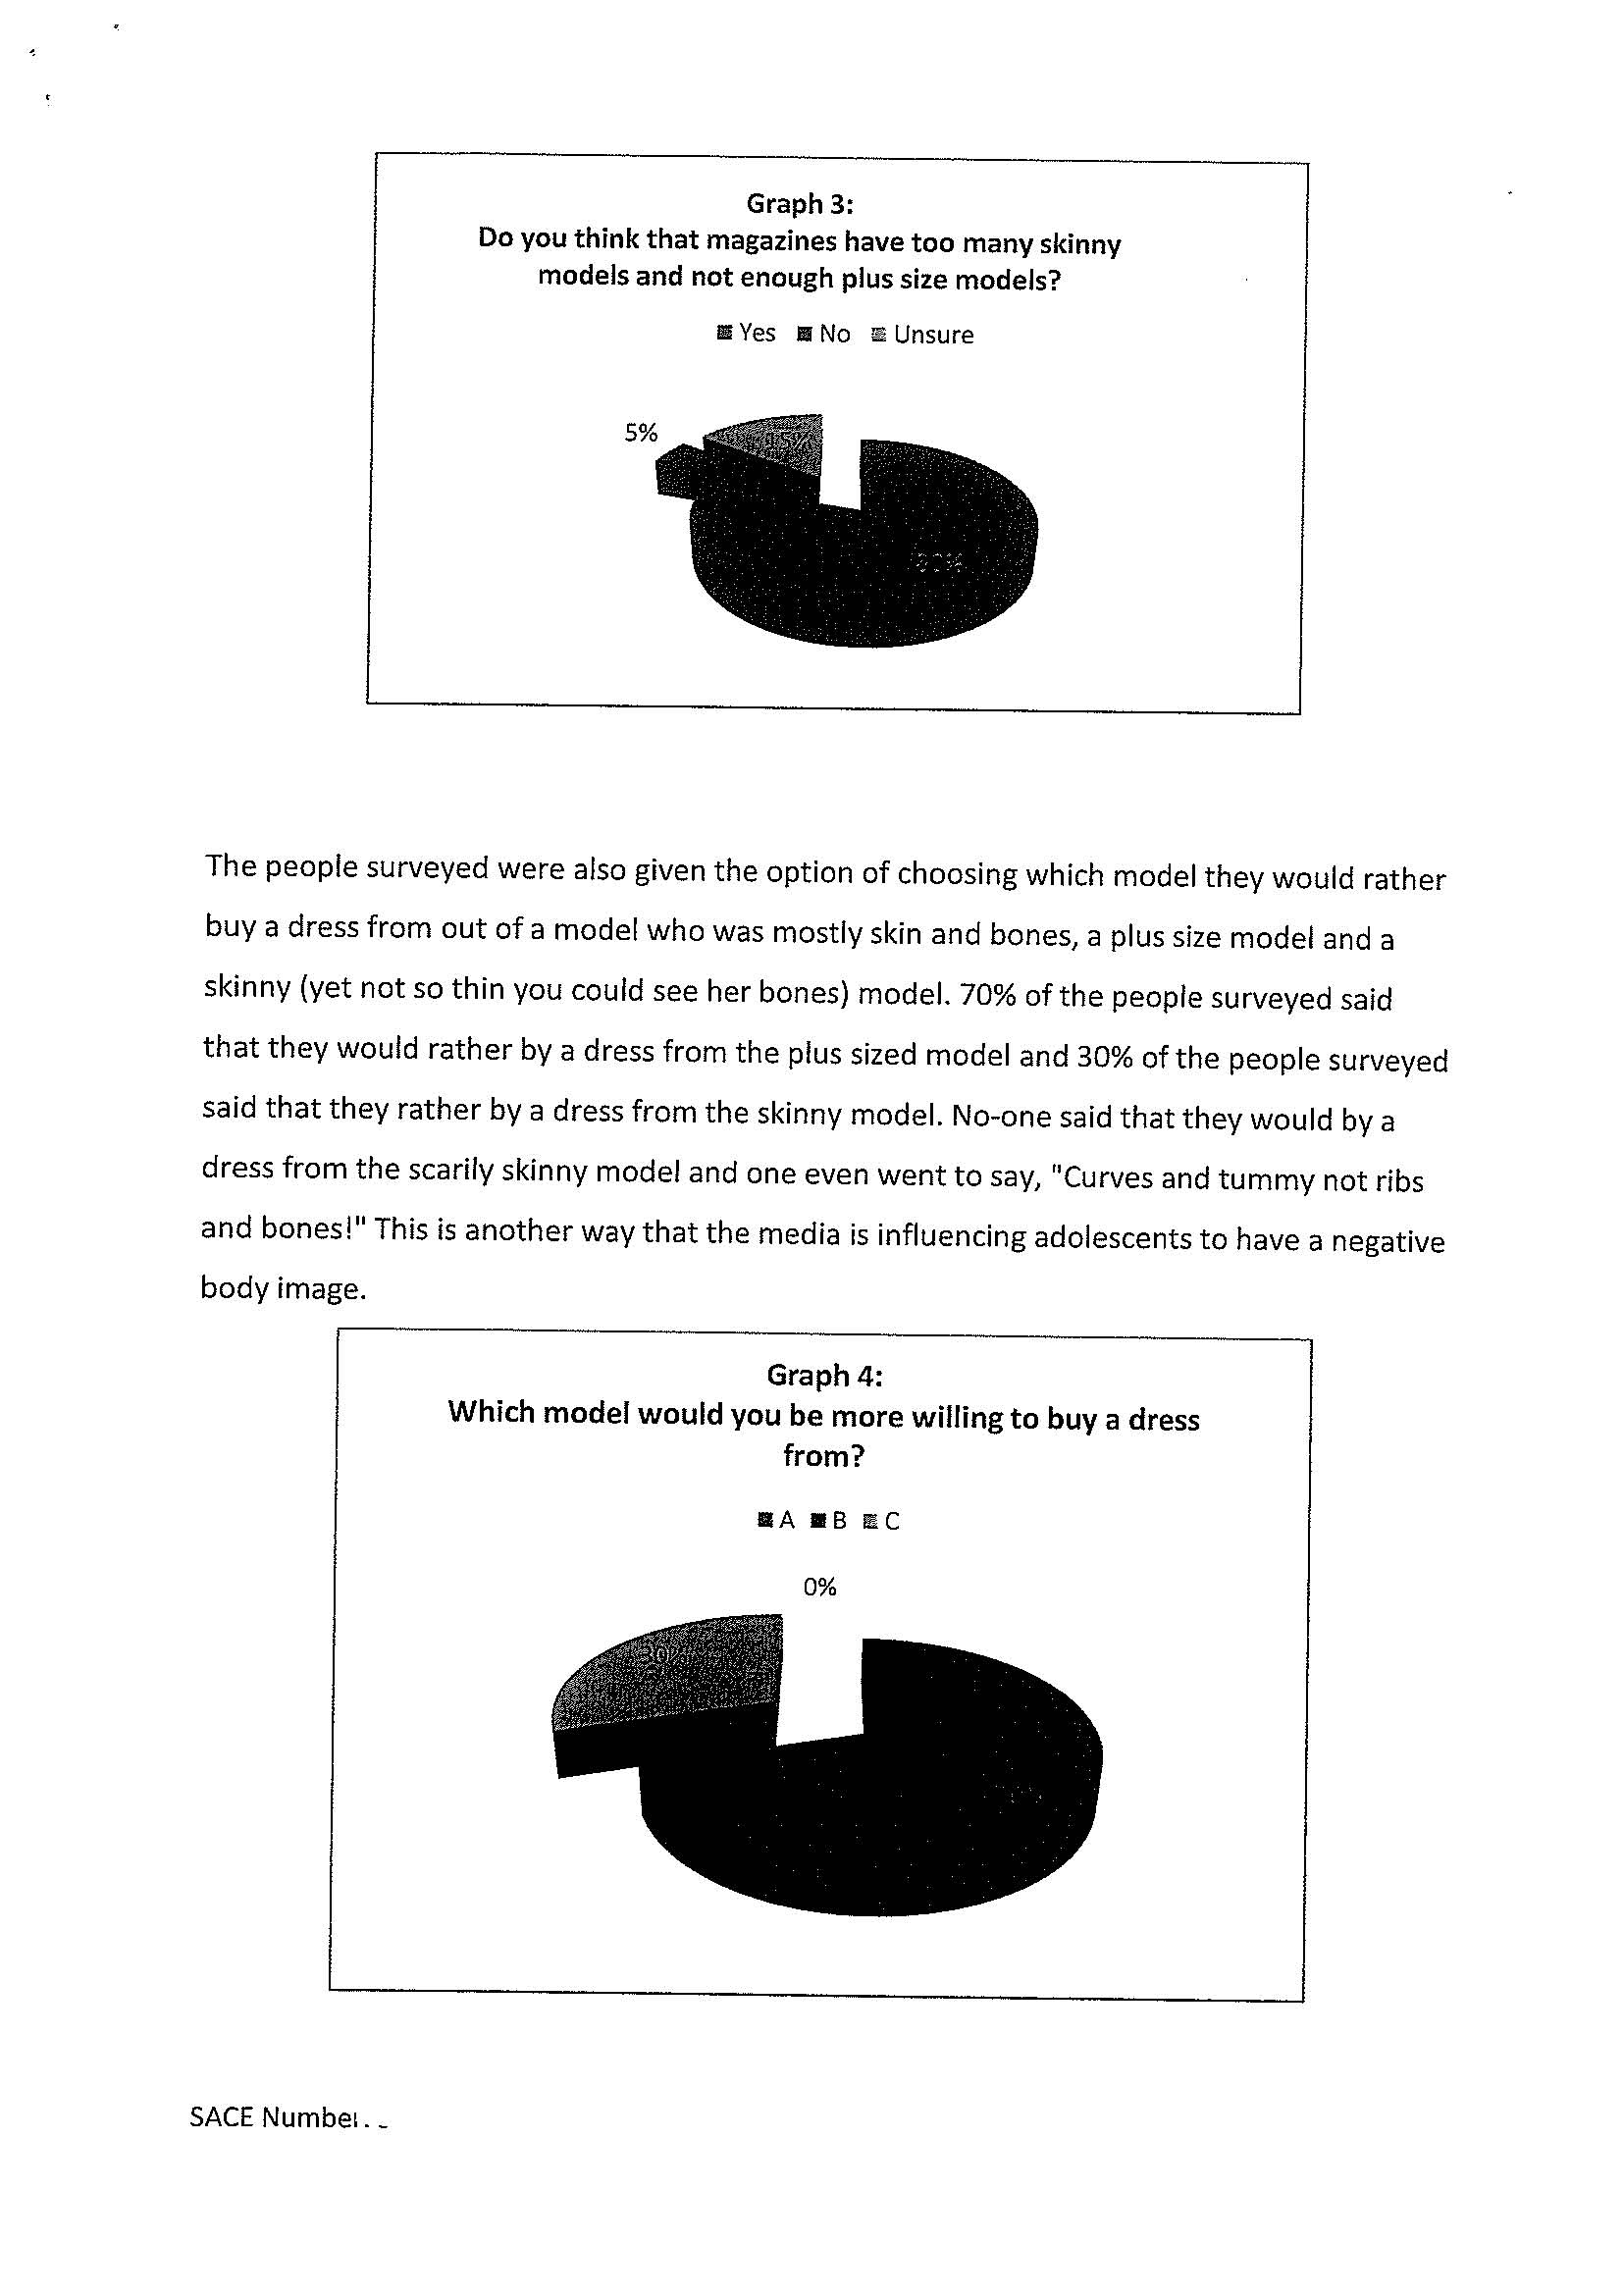 Graph 3:
Do you think that magazines have too many skinny
models and not enough plus size models?
Yes No Unsure
5%
15%
80%
The people surveyed were also given the option of choosing which model they would rather
buy a dress from out of a model who was mostly skin and bones, a plus size model and a
skinny (yet not so thin you could see her bones) model. 70% of the people surveyed said
that they would rather by a dress from the plus sized model and 30% of the people surveyed
said that they rather by a dress from the skinny model. No-one said that they would by a
dress from the scarily skinny model and one even went to say, "Curves and tummy not ribs
and bones!" This is another way that the media is influencing adolescents to have a negative
body image.
Graph 4:
Which model would you be more willing to buy a dress
from?
A B C
0%
30%
SACE Number